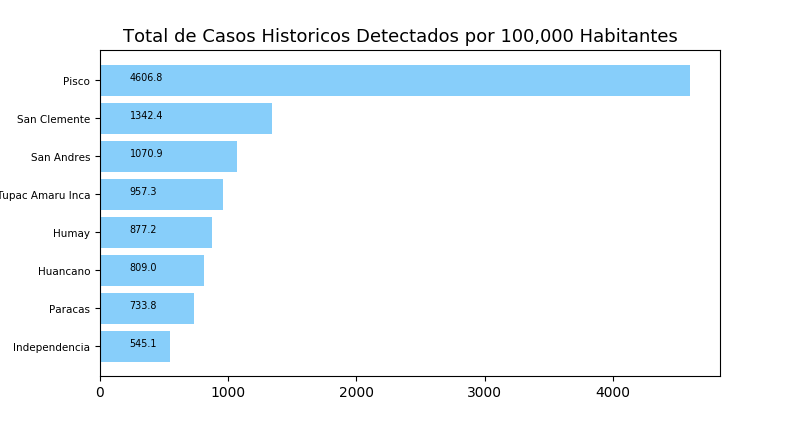 Total de Casos Historicos Detectados por 100,000 Habitantes
Pisco 4606.8
San Clemente 1342.4
San Andres 1070.9
Tupac Amaru Inca 957.3
Humay 877.2
Huancano 809.0
Paracas 733.8
Independencia 545.1
0 1000 2000 3000 4000